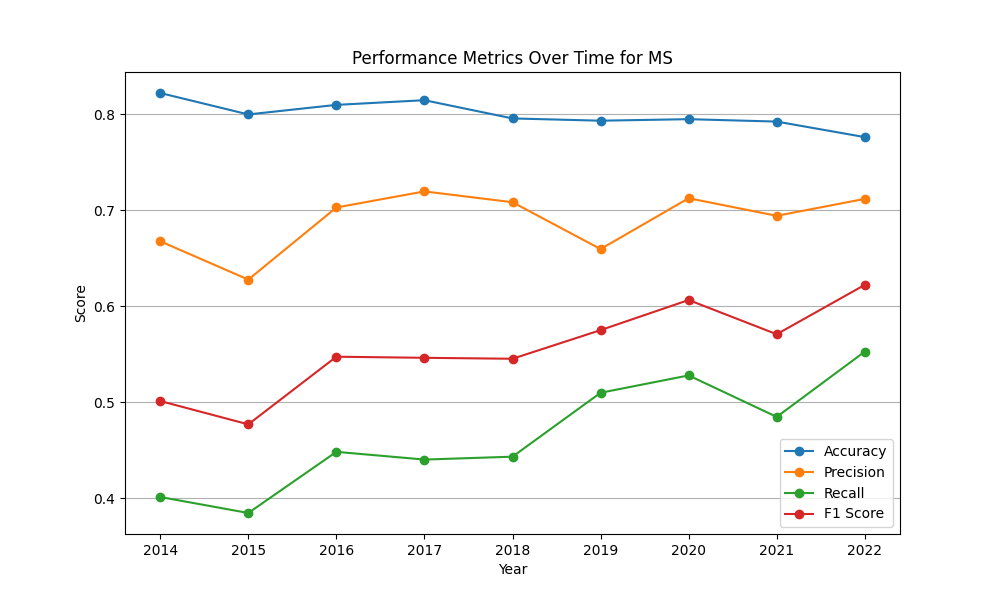 Performance Metrics Over Time for MS
Score
0.8
0.7
0.6
0.5
0.4
Accuracy
Precision
Recall
F1 Score
2014 2015 2016 2017 2018 2019 2020 2021 2022
Year